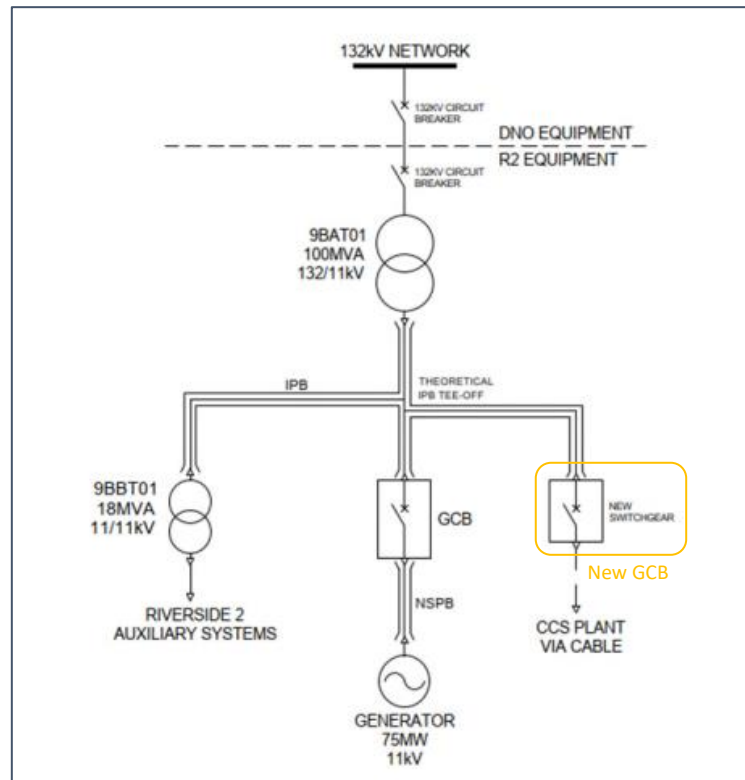 132kV NETWORK
132KV CIRCUIT
BREAKER
DNO EQUIPMENT
R2 EQUIPMENT
132KV CIRCUIT
BREAKER
9BAT01
100MVA
132/11kV
IPB
THEORETICAL
IPB TEE-OFF
9BBT01
18MVA
11/11kV
GCB
NEW
SWITCHGEAR
New GCB
NSPB
RIVERSIDE 2
AUXILIARY SYSTEMS
CCS PLANT
VIA CABLE
GENERATOR
75MW
11kV